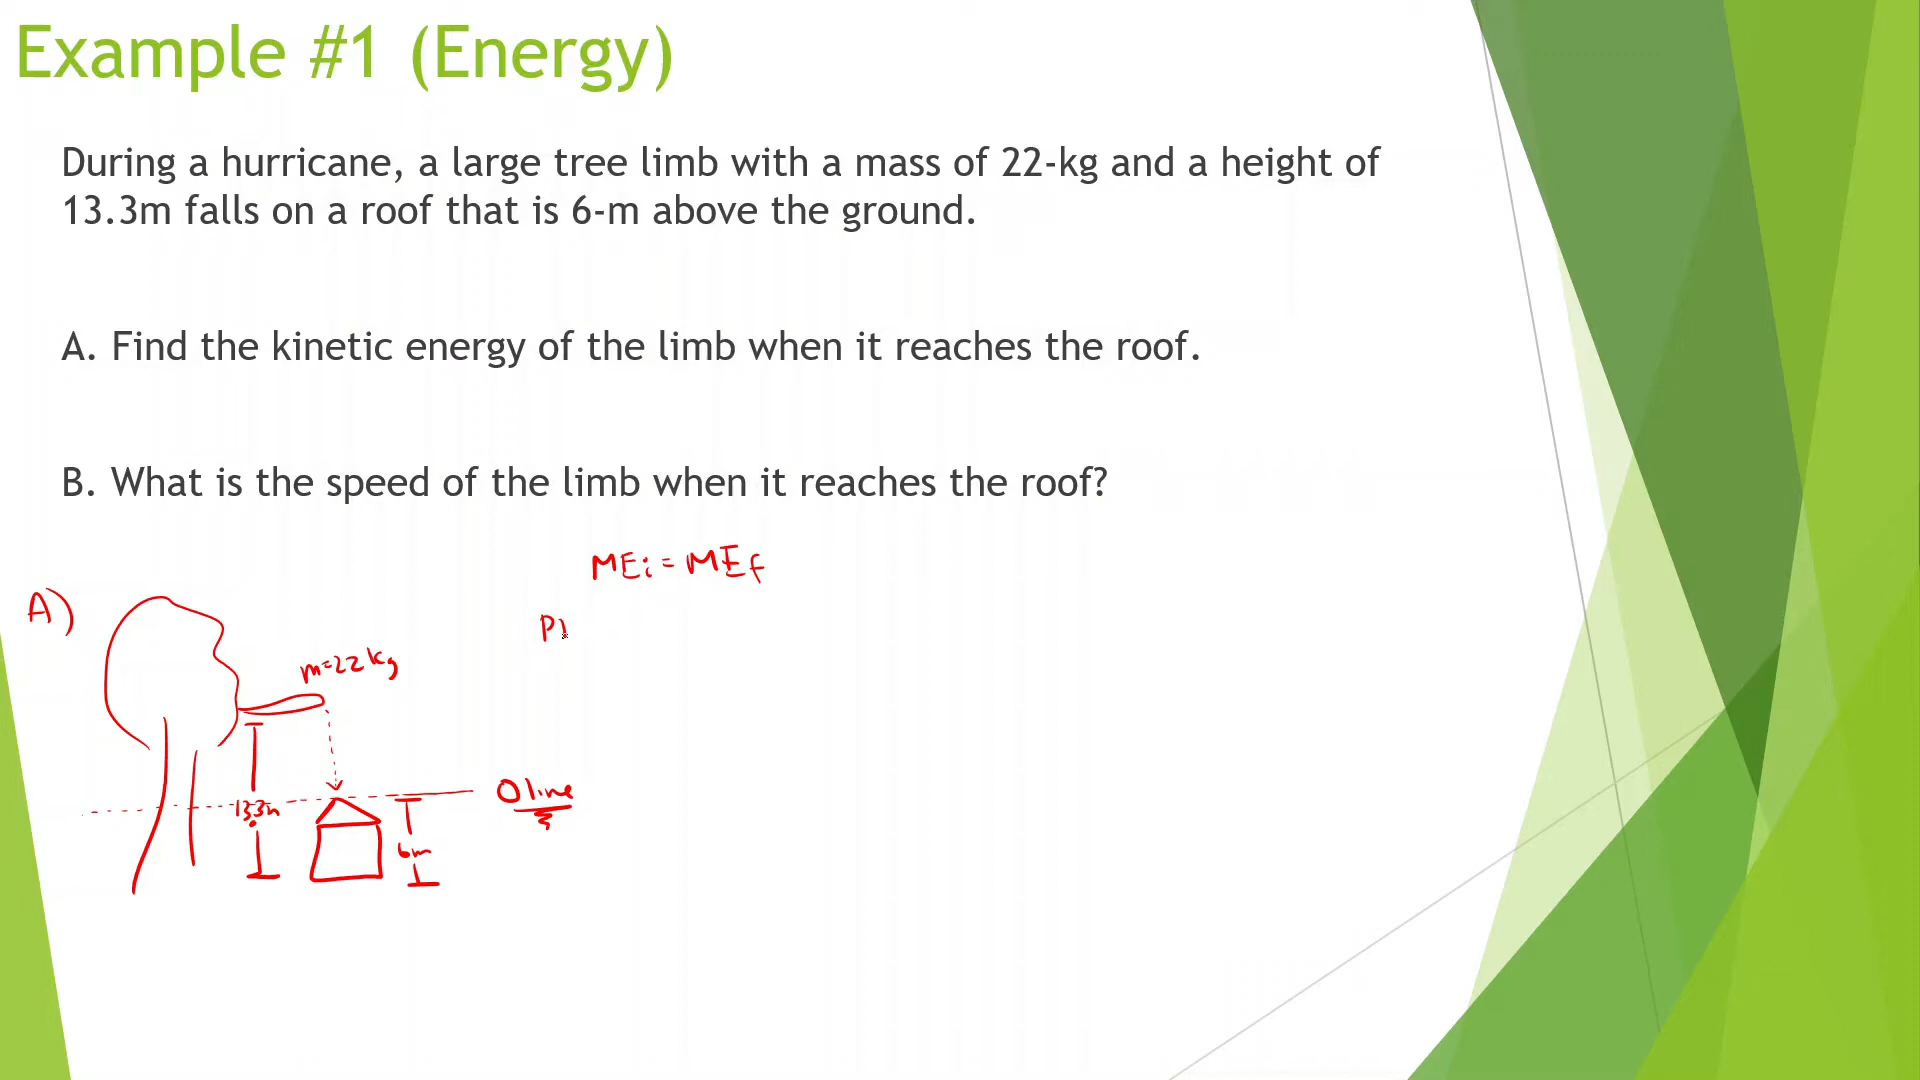 Example #1 (Energy)
During a hurricane, a large tree limb with a mass of 22-kg and a height of
13.3m falls on a roof that is 6-m above the ground.
A. Find the kinetic energy of the limb when it reaches the roof.
B. What is the speed of the limb when it reaches the roof?
MEi = MEf
A)
P
m=22kg
0 line
13.3m
6m